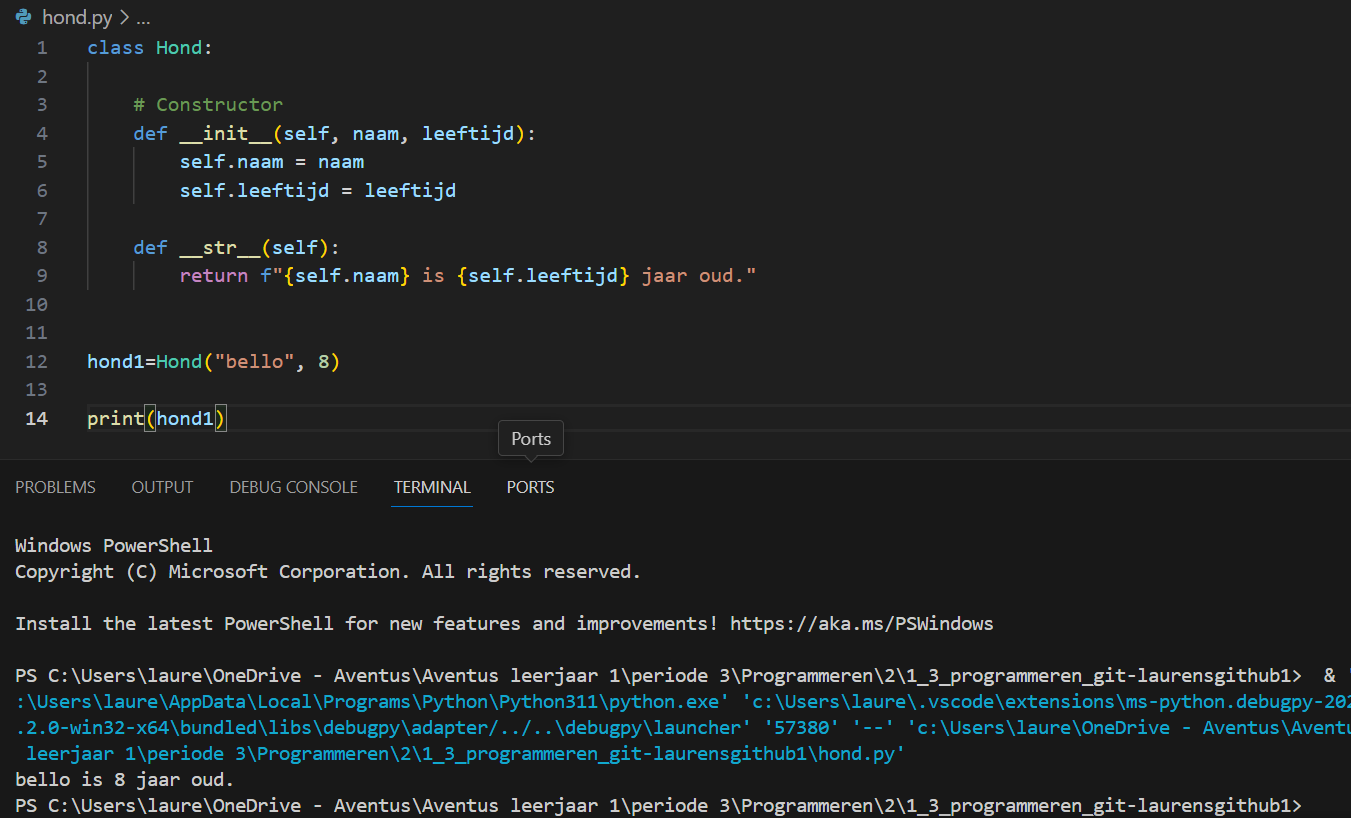 hond.py > ...
1 class Hond:
2
3 # Constructor
4 def __init__(self, naam, leeftijd):
5 self.naam = naam
6 self.leeftijd = leeftijd
7
8 def __str__(self):
9 return f"{self.naam} is {self.leeftijd} jaar oud."
10
11
12 hond1=Hond("bello", 8)
13
14 print(hond1)
Ports
PROBLEMS OUTPUT DEBUG CONSOLE TERMINAL PORTS
Windows PowerShell
Copyright (C) Microsoft Corporation. All rights reserved.
Install the latest PowerShell for new features and improvements! https://aka.ms/PSWindows
PS C:\Users\laure\OneDrive - Aventus\Aventus leerjaar 1\periode 3\Programmeren\2\1_3_programmeren_git-laurensgithub1> & '
:\Users\laure\AppData\Local\Programs\Python\Python311\python.exe' 'c:\Users\laure\.vscode\extensions\ms-python.debugpy-202
.2.0-win32-x64\bundled\libs\debugpy\adapter/../..\debugpy\launcher' '57380' '--' 'c:\Users\laure\OneDrive - Aventus\Aventu
leerjaar 1\periode 3\Programmeren\2\1_3_programmeren_git-laurensgithub1\hond.py'
bello is 8 jaar oud.
PS C:\Users\laure\OneDrive - Aventus\Aventus leerjaar 1\periode 3\Programmeren\2\1_3_programmeren_git-laurensgithub1>